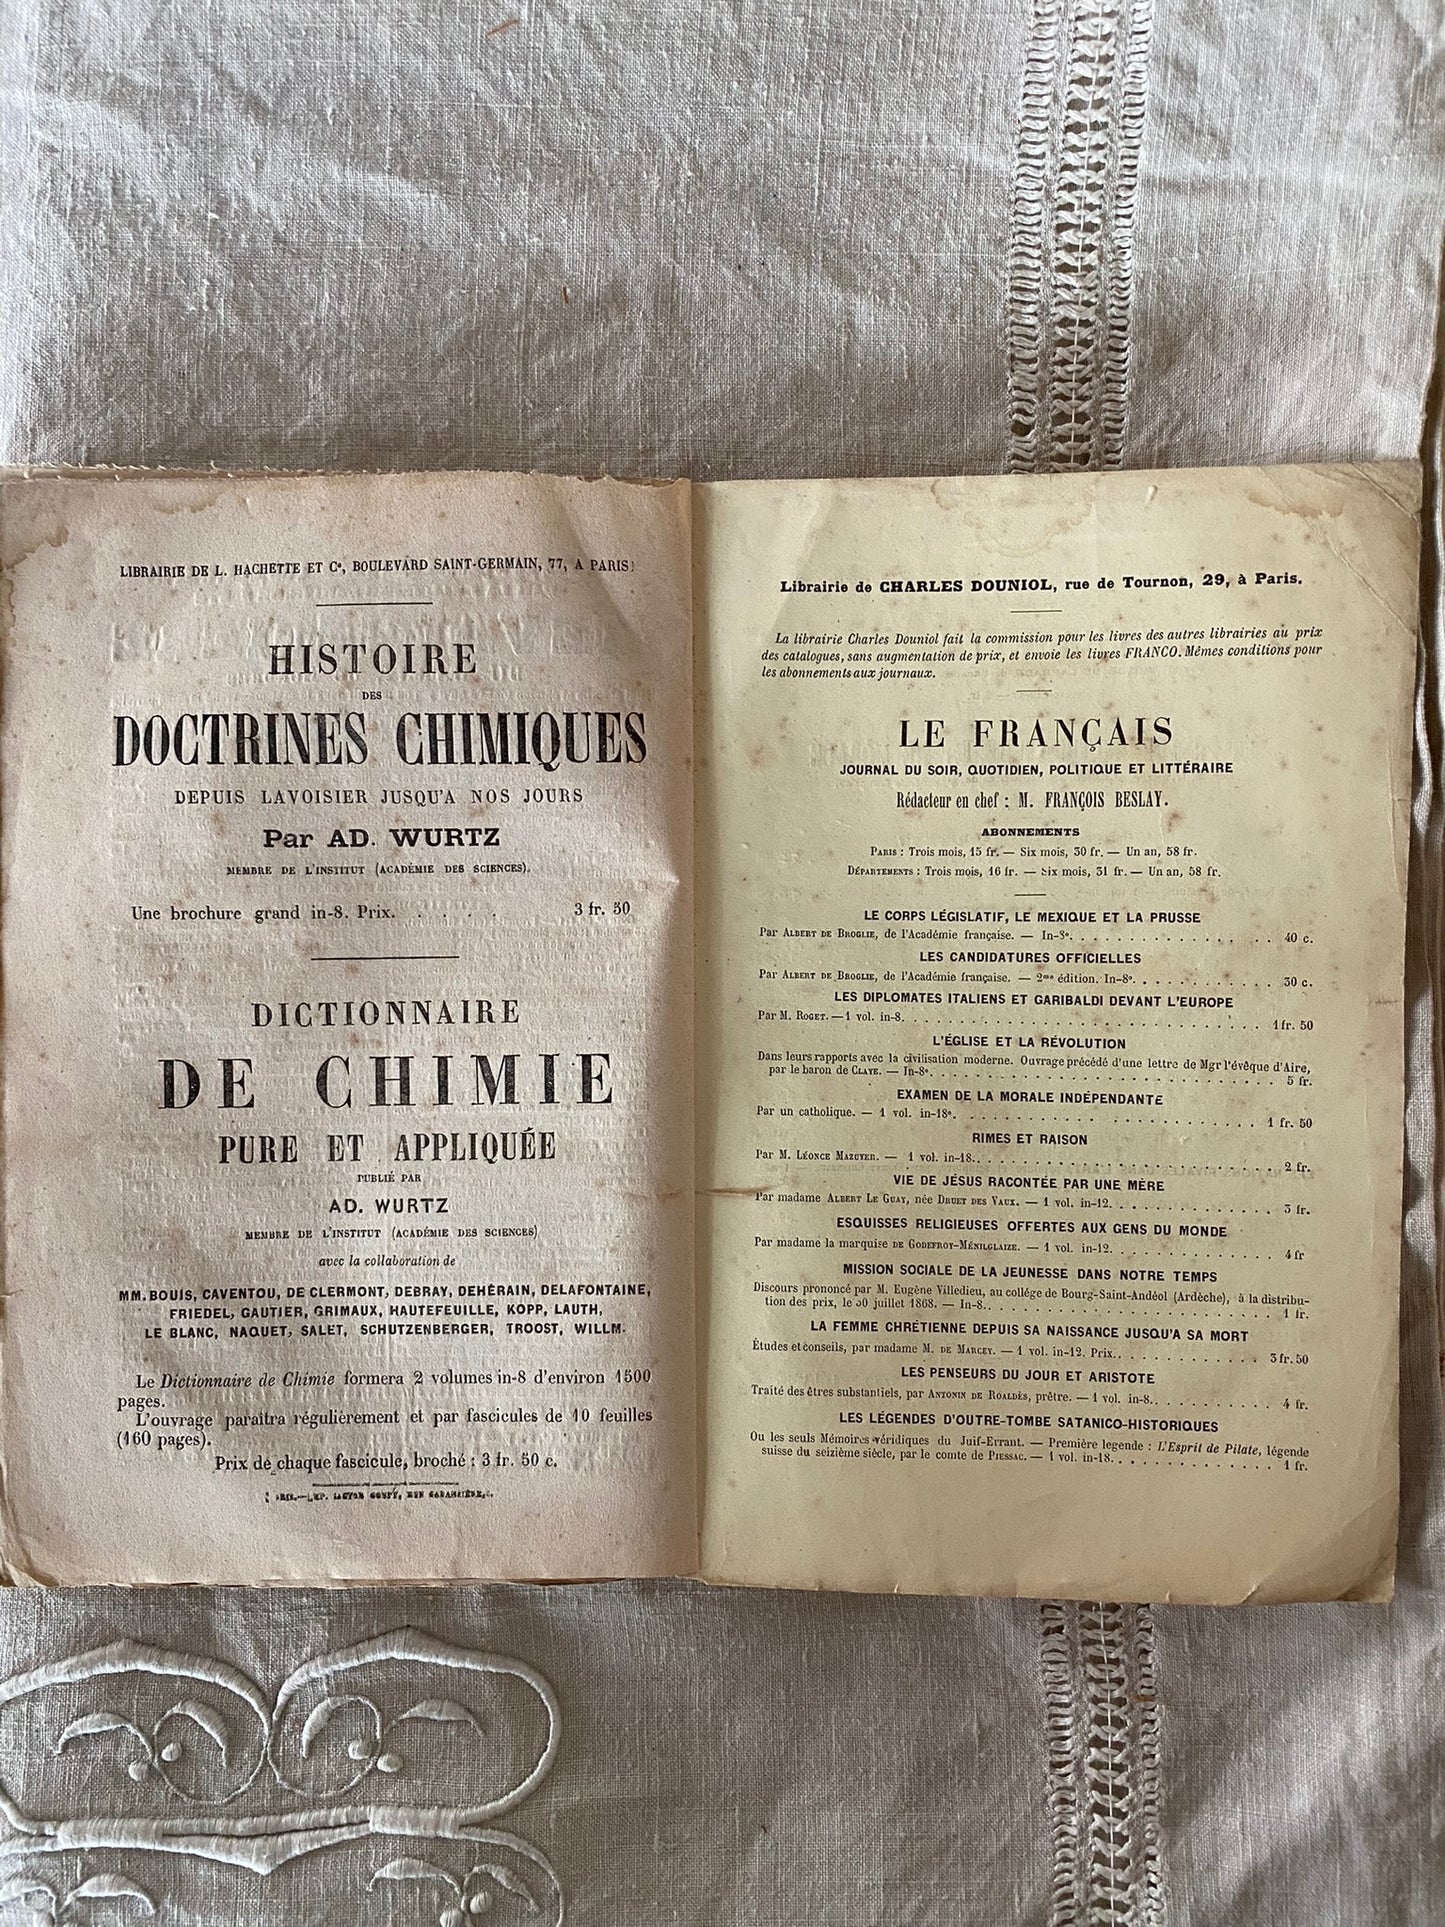 LIBRAIRIE DE L. HACHETTE ET Cᵉ, BOULEVARD SAINT-GERMAIN, 77, A PARIS
HISTOIRE
DES
DOCTRINES CHIMIQUES
DEPUIS LAVOISIER JUSQU'A NOS JOURS
Par AD. WURTZ
MEMBRE DE L'INSTITUT (ACADÉMIE DES SCIENCES).
Une brochure grand in-8. Prix. . . . . . 3 fr. 50
DICTIONNAIRE
DE CHIMIE
PURE ET APPLIQUÉE
PUBLIÉ PAR
AD. WURTZ
MEMBRE DE L'INSTITUT (ACADÉMIE DES SCIENCES)
avec la collaboration de
MM. BOUIS, CAVENTOU, DE CLERMONT, DEBRAY, DEHÉRAIN, DELAFONTAINE,
FRIEDEL, GAUTIER, GRIMAUX, HAUTEFEUILLE, KOPP, LAUTH,
LE BLANC, NAQUET, SALET, SCHUTZENBERGER, TROOST, WILLM.
Le Dictionnaire de Chimie formera 2 volumes in-8 d'environ 1500
pages.
L'ouvrage paraîtra régulièrement et par fascicules de 10 feuilles
(160 pages).
Prix de chaque fascicule, broché : 3 fr. 50 c.
Librairie de CHARLES DOUNIOL, rue de Tournon, 29, à Paris.
La librairie Charles Douniol fait la commission pour les livres des autres librairies au prix
des catalogues, sans augmentation de prix, et envoie les livres FRANCO. Mêmes conditions pour
les abonnements aux journaux.
LE FRANÇAIS
JOURNAL DU SOIR, QUOTIDIEN, POLITIQUE ET LITTÉRAIRE
Rédacteur en chef : M. FRANÇOIS BESLAY.
ABONNEMENTS
PARIS : Trois mois, 15 fr. — Six mois, 30 fr. — Un an, 58 fr.
DÉPARTEMENTS : Trois mois, 16 fr. — Six mois, 31 fr. — Un an, 58 fr.
LE CORPS LÉGISLATIF, LE MEXIQUE ET LA PRUSSE
Par ALBERT DE BROGLIE, de l'Académie française. — In-8º. . . . . . . . . . . 40 c.
LES CANDIDATURES OFFICIELLES
Par ALBERT DE BROGLIE, de l'Académie française. — 2ᵐᵉ édition. In-8º. . . . . . . . . . . 30 c.
LES DIPLOMATES ITALIENS ET GARIBALDI DEVANT L'EUROPE
Par M. ROGET. — 1 vol. in-8. . . . . . . . . . . 1 fr. 50
L'ÉGLISE ET LA RÉVOLUTION
Dans leurs rapports avec la civilisation moderne. Ouvrage précédé d'une lettre de Mgr l'évêque d'Aire,
par le baron de CLAYE. — In-8º. . . . . . . . . . . 5 fr.
EXAMEN DE LA MORALE INDÉPENDANTE
Par un catholique. — 1 vol. in-18º. . . . . . . . . . . 1 fr. 50
RIMES ET RAISON
Par M. LÉONCE MAZUYER. — 1 vol. in-18. . . . . . . . . . . 2 fr.
VIE DE JÉSUS RACONTÉE PAR UNE MÈRE
Par madame ALBERT LE GUAY, née DRUET DES VAUX. — 1 vol. in-12. . . . . . . . . . . 3 fr.
ESQUISSES RELIGIEUSES OFFERTES AUX GENS DU MONDE
Par madame la marquise DE GODEFROY-MÉNILGLAIZE. — 1 vol. in-12. . . . . . . . . . . 4 fr
MISSION SOCIALE DE LA JEUNESSE DANS NOTRE TEMPS
Discours prononcé par M. Eugène Villedieu, au collége de Bourg-Saint-Andéol (Ardèche), à la distribu-
tion des prix, le 30 juillet 1868. — In-8. . . . . . . . . . . 1 fr.
LA FEMME CHRÉTIENNE DEPUIS SA NAISSANCE JUSQU'A SA MORT
Études et conseils, par madame M. DE MARCEY. — 1 vol. in-12. Prix. . . . . . . . . . . 3 fr. 50
LES PENSEURS DU JOUR ET ARISTOTE
Traité des êtres substantiels, par ANTONIN DE ROALDÈS, prêtre. — 1 vol. in-8. . . . . . . . . . . 4 fr.
LES LÉGENDES D'OUTRE-TOMBE SATANICO-HISTORIQUES
Ou les seuls Mémoires véridiques du Juif-Errant. — Première legende : L'Esprit de Pilate, légende
suisse du seizième siècle, par le comte de PIESSAC. — 1 vol. in-18. . . . . . . . . . . 1 fr.